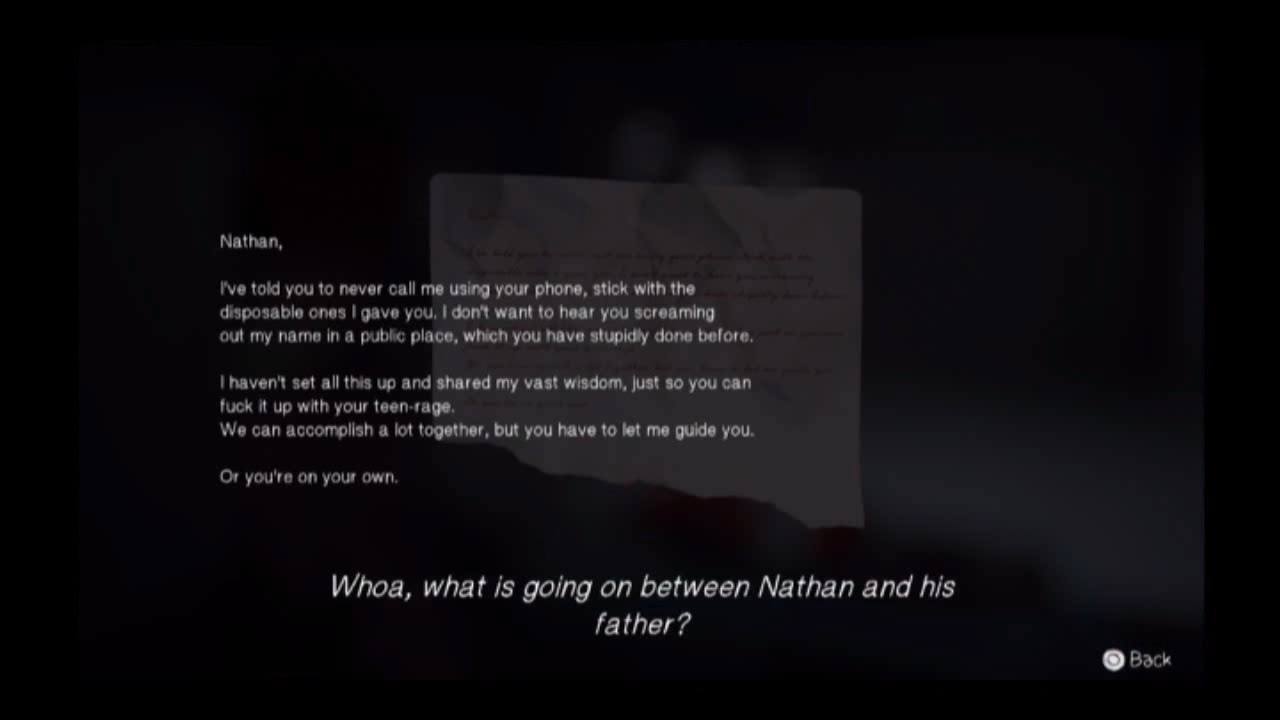 Nathan,
I've told you to never call me using your phone, stick with the
disposable ones I gave you. I don't want to hear you screaming
out my name in a public place, which you have stupidly done before.
I haven't set all this up and shared my vast wisdom, just so you can
fuck it up with your teen-rage.
We can accomplish a lot together, but you have to let me guide you.
Or you're on your own.
Whoa, what is going on between Nathan and his
father?
Back